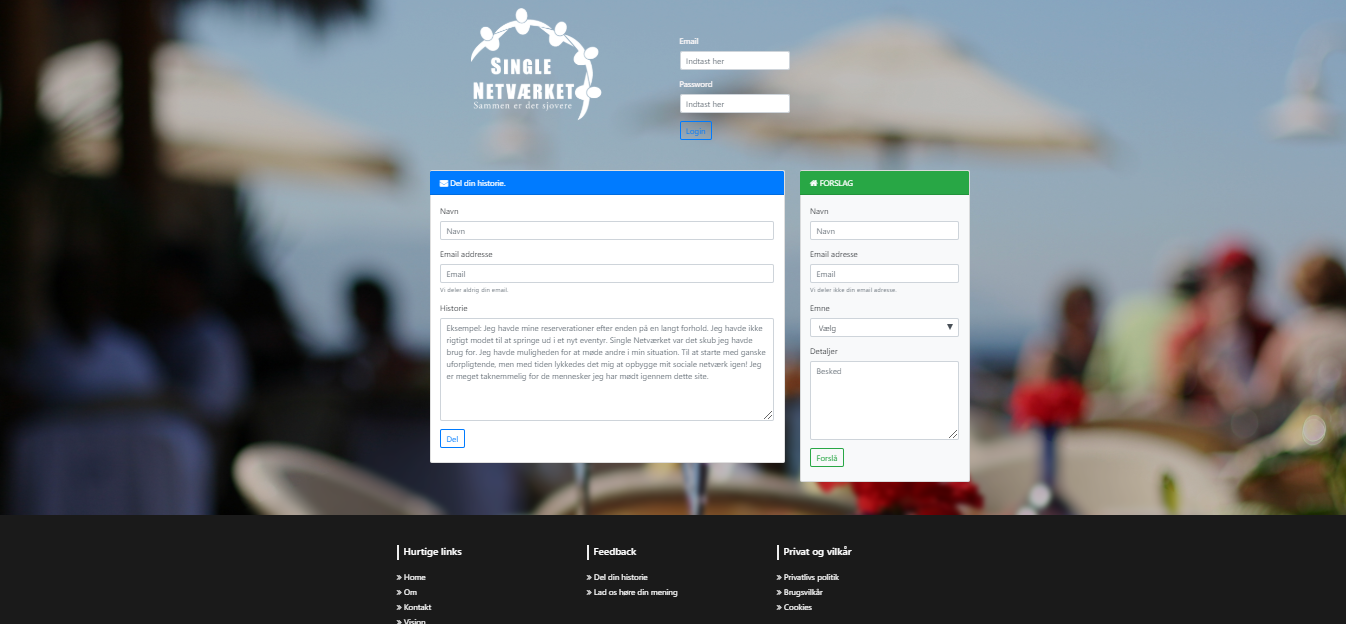 SINGLE
NETVÆRKET
Sammen er det sjovere
Email
Indtast her
Password
Indtast her
Login
Del din historie.
Navn
Navn
Email addresse
Email
Vi deler aldrig din email.
Historie
Eksempel: Jeg havde mine reserverationer efter enden på en langt forhold. Jeg havde ikke
rigtigt modet til at springe ud i et nyt eventyr. Single Netværket var det skub jeg havde
brug for. Jeg havde muligheden for at møde andre i min situation. Til at starte med ganske
uforpligtende, men med tiden lykkedes det mig at opbygge mit sociale netværk igen! Jeg
er meget taknemmelig for de mennesker jeg har mødt igennem dette site.
Del
FORSLAG
Navn
Navn
Email adresse
Email
Vi deler ikke din email adresse.
Emne
Vælg
Detaljer
Besked
Forslå
Hurtige links
» Home
» Om
» Kontakt
» Vision
Feedback
» Del din historie
» Lad os høre din mening
Privat og vilkår
» Privatlivs politik
» Brugsvilkår
» Cookies